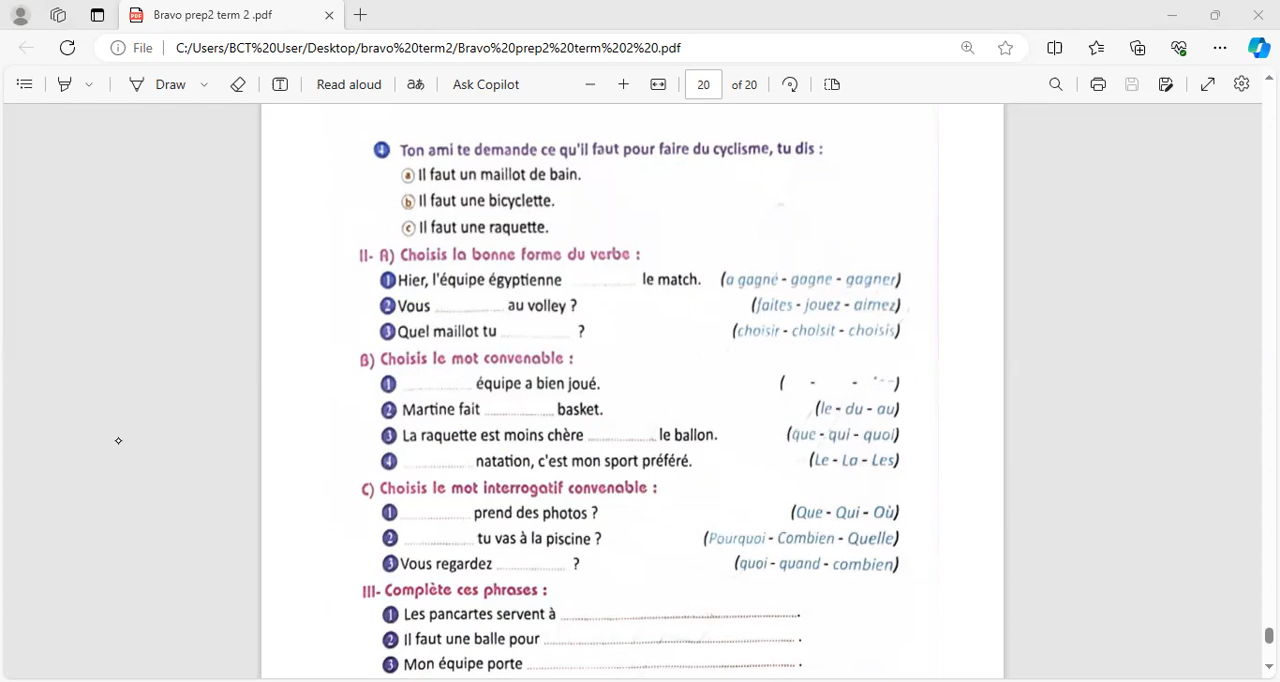 Bravo prep2 term 2 .pdf
File C:/Users/BCT%20User/Desktop/bravo%20term2/Bravo%20prep2%20term%202%20.pdf
Draw Read aloud aあ Ask Copilot 20 of 20
4 Ton ami te demande ce qu'il faut pour faire du cyclisme, tu dis :
a Il faut un maillot de bain.
b Il faut une bicyclette.
c Il faut une raquette.
II- A) Choisis la bonne forme du verbe :
1 Hier, l'équipe égyptienne ............ le match. (a gagné - gagne - gagner)
2 Vous ............ au volley ? (faites - jouez - aimez)
3 Quel maillot tu ............ ? (choisir - choisit - choisis)
B) Choisis le mot convenable :
1 ............ équipe a bien joué. ( - - )
2 Martine fait ............ basket. (le - du - au)
3 La raquette est moins chère ............ le ballon. (que - qui - quoi)
4 ............ natation, c'est mon sport préféré. (Le - La - Les)
C) Choisis le mot interrogatif convenable :
1 ............ prend des photos ? (Que - Qui - Où)
2 ............ tu vas à la piscine ? (Pourquoi - Combien - Quelle)
3 Vous regardez ............ ? (quoi - quand - combien)
III- Complète ces phrases :
1 Les pancartes servent à ............................................ .
2 Il faut une balle pour ............................................ .
3 Mon équipe porte ............................................ .